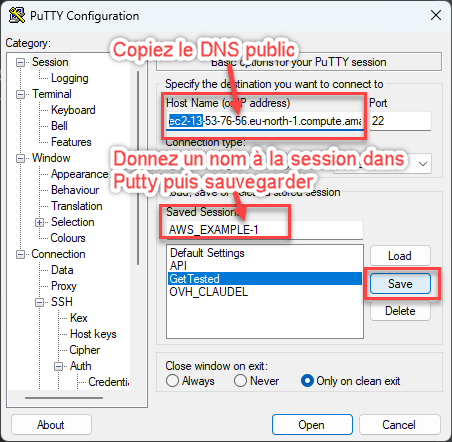 PuTTY Configuration
Category:
Session
Logging
Terminal
Keyboard
Bell
Features
Window
Appearance
Behaviour
Translation
Selection
Colours
Connection
Data
Proxy
SSH
Kex
Host keys
Cipher
Auth
Credentia
Copiez le DNS public
Basic options for your PuTTY session
Specify the destination you want to connect to
Host Name (or IP address)
Port
ec2-13-53-76-56.eu-north-1.compute.ama
22
Connection type:
Donnez un nom à la session dans
Putty puis sauvegarder
Load, save or delete a stored session
Saved Sessions
AWS_EXAMPLE-1
Default Settings
API
GetTested
OVH_CLAUDEL
Load
Save
Delete
Close window on exit:
Always
Never
Only on clean exit
About
Open
Cancel